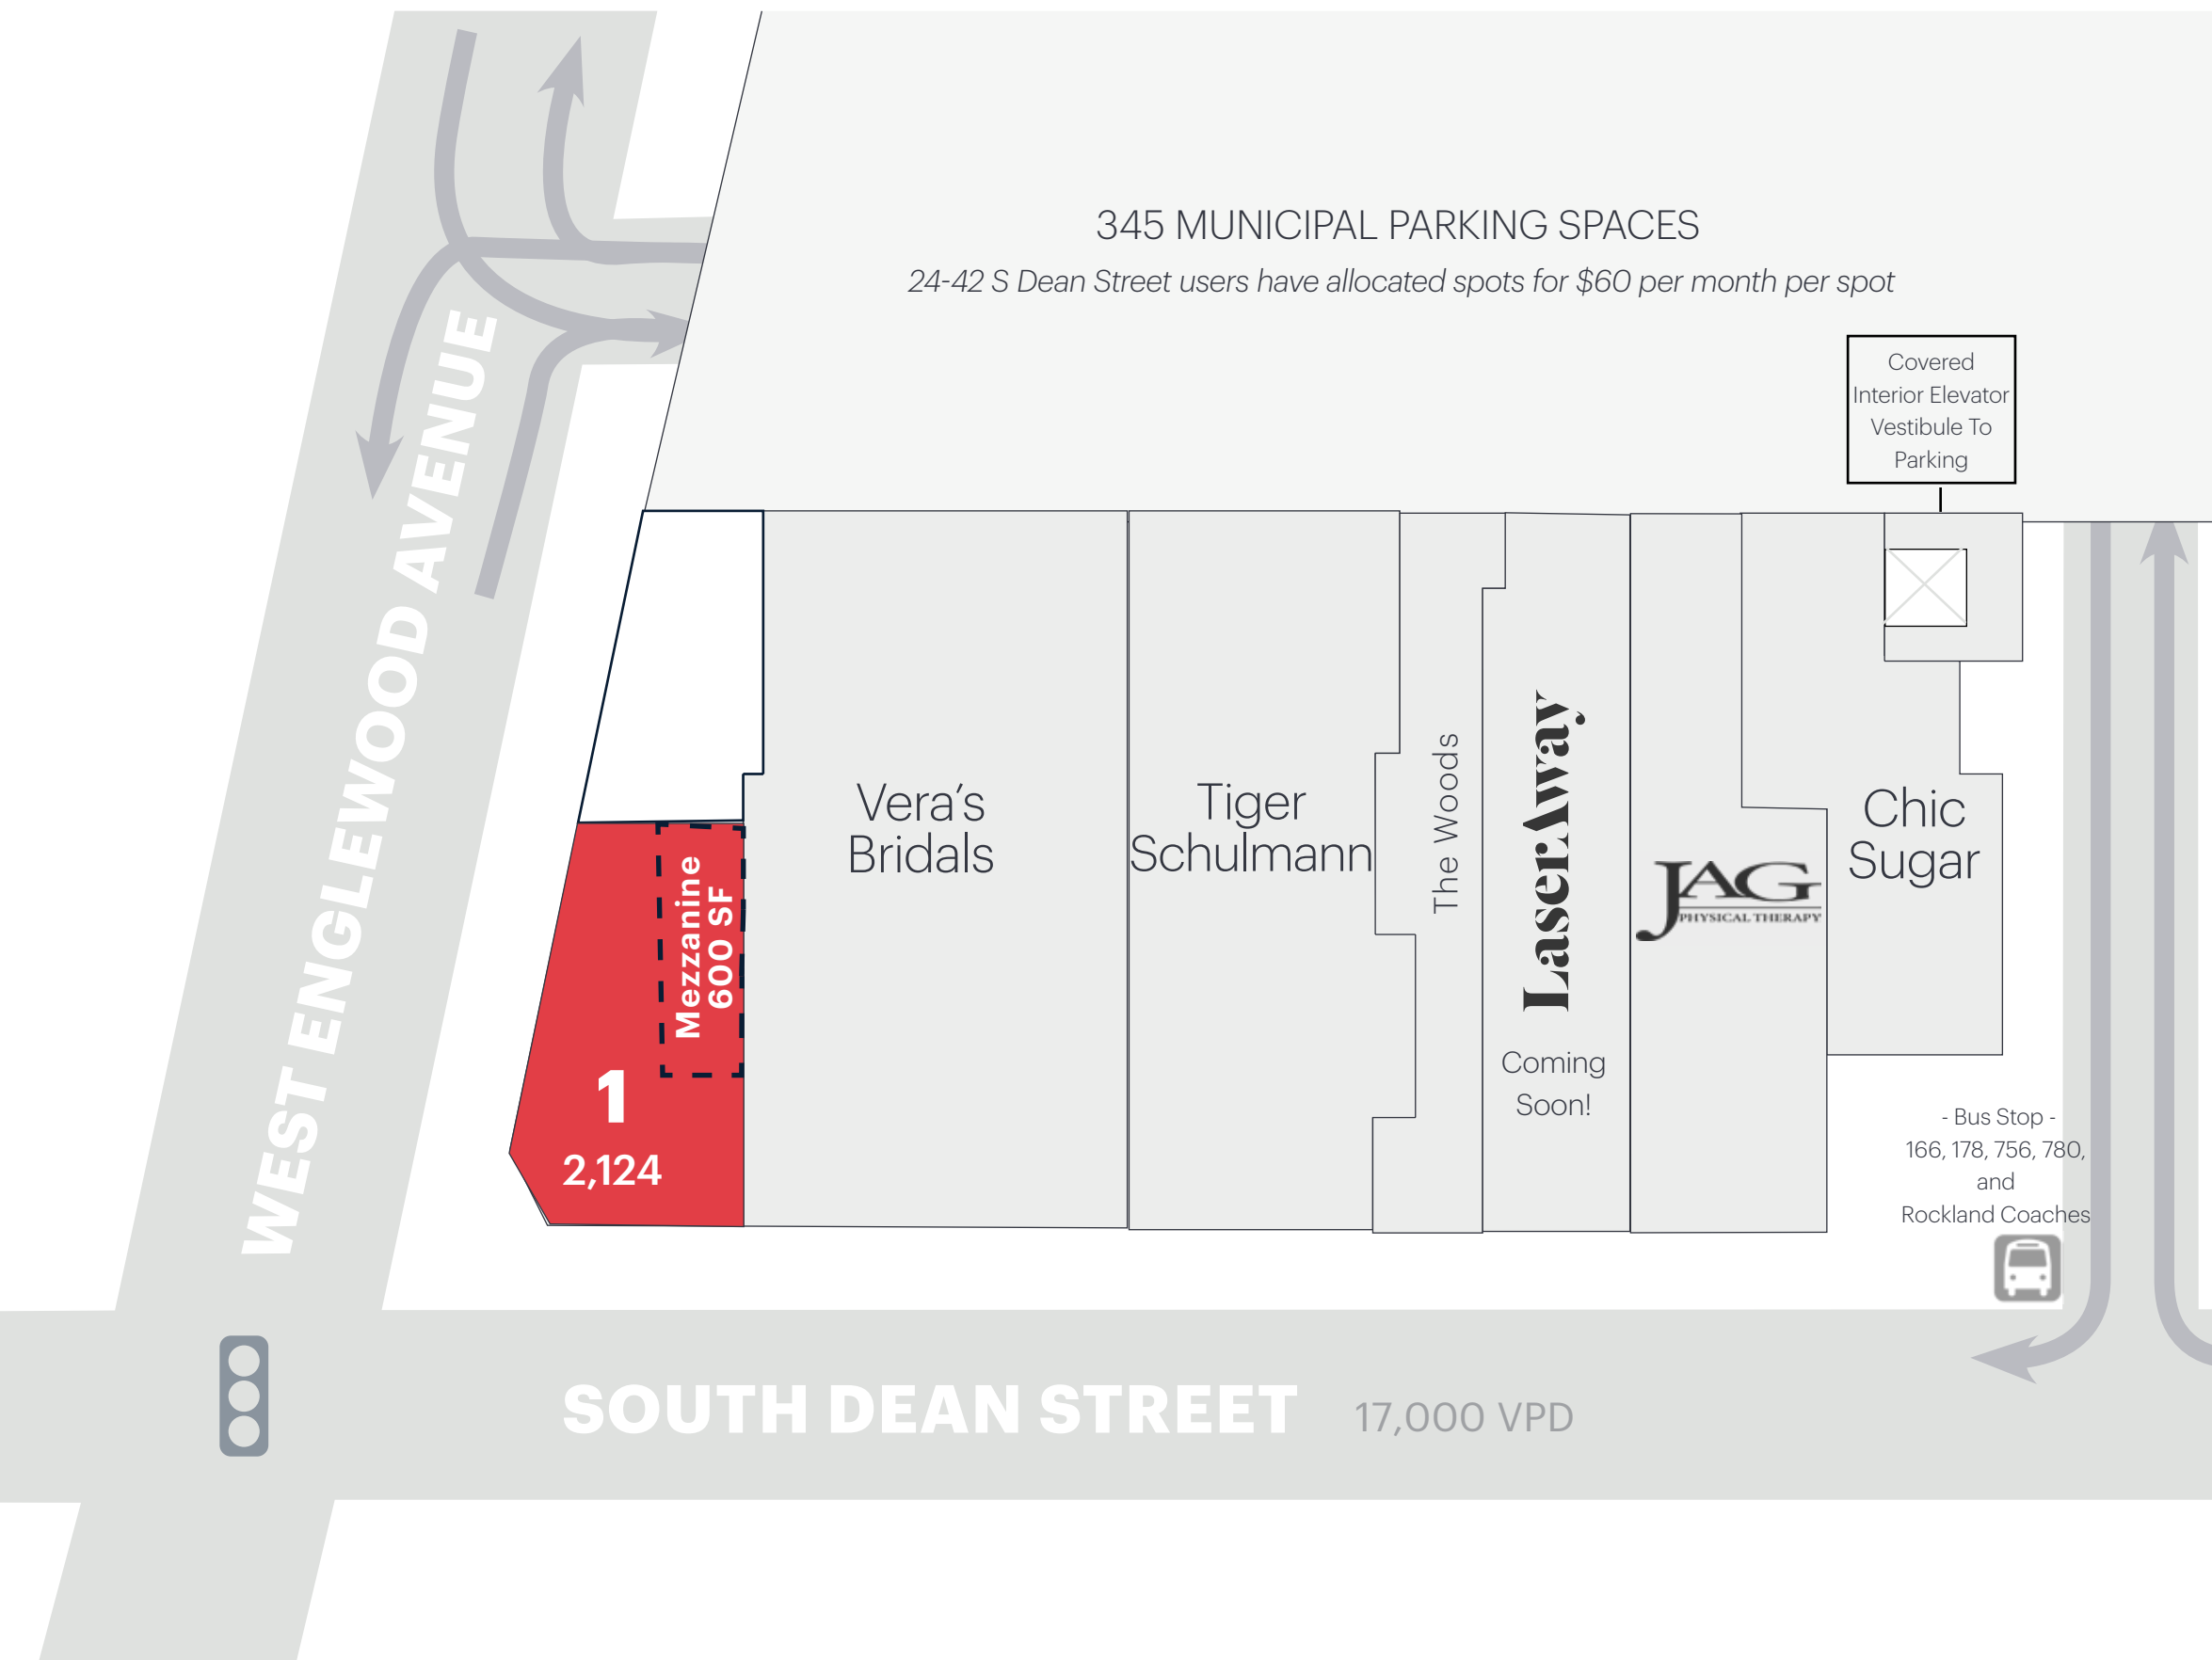 345 MUNICIPAL PARKING SPACES
24-42 S Dean Street users have allocated spots for $60 per month per spot
Covered
Interior Elevator
Vestibule To
Parking
WEST ENGLEWOOD AVENUE
Mezzanine
600 SF
1
2,124
Vera’s
Bridals
Tiger
Schulmann
The Woods
LaserAway
Coming
Soon!
JAG
PHYSICAL THERAPY
Chic
Sugar
- Bus Stop -
166, 178, 756, 780,
and
Rockland Coaches
SOUTH DEAN STREET
17,000 VPD